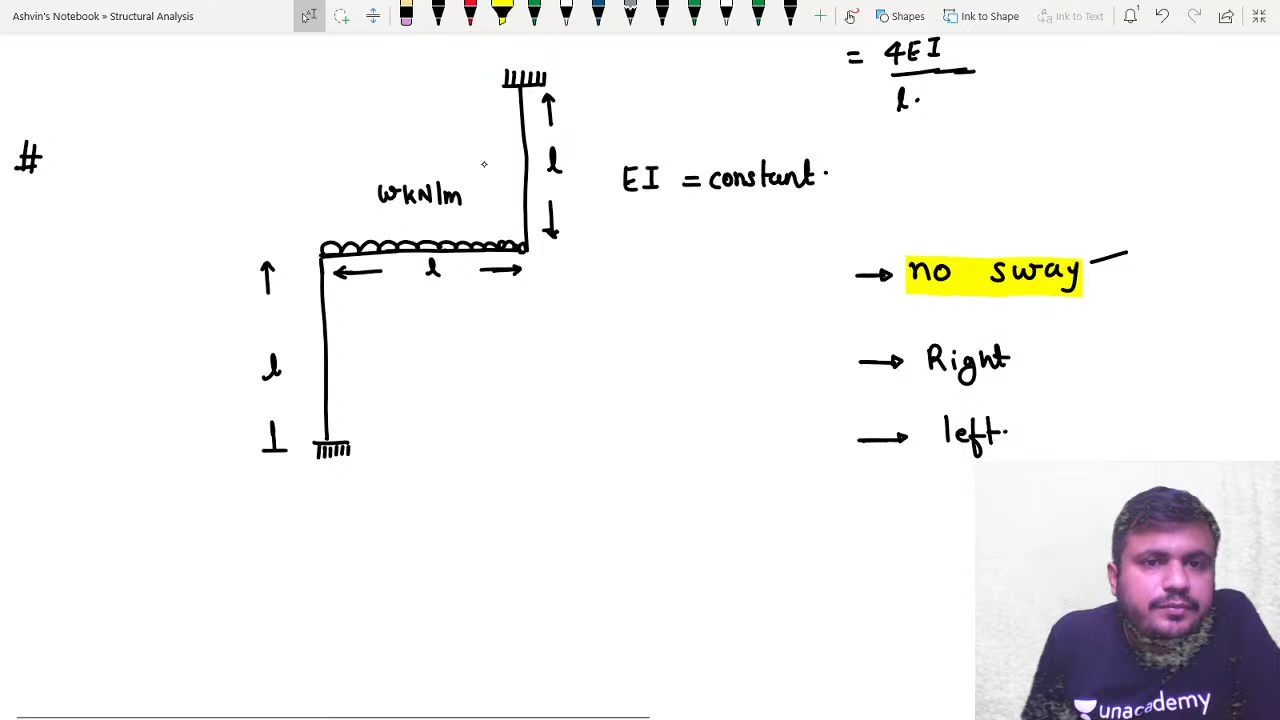 Ashvin's Notebook » Structural Analysis
Shapes
Ink to Shape
Ink to Text
= 4EI
l.
#
l
wkN/m
EI = constant.
l
→ no sway
l
→ Right
→ left.
unacademy